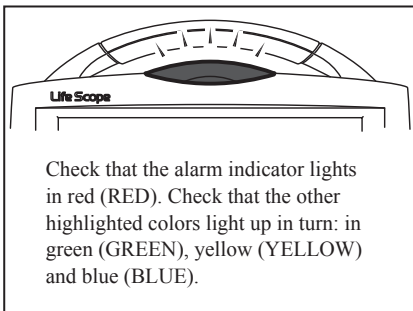 Life Scope
Check that the alarm indicator lights
in red (RED). Check that the other
highlighted colors light up in turn: in
green (GREEN), yellow (YELLOW)
and blue (BLUE).